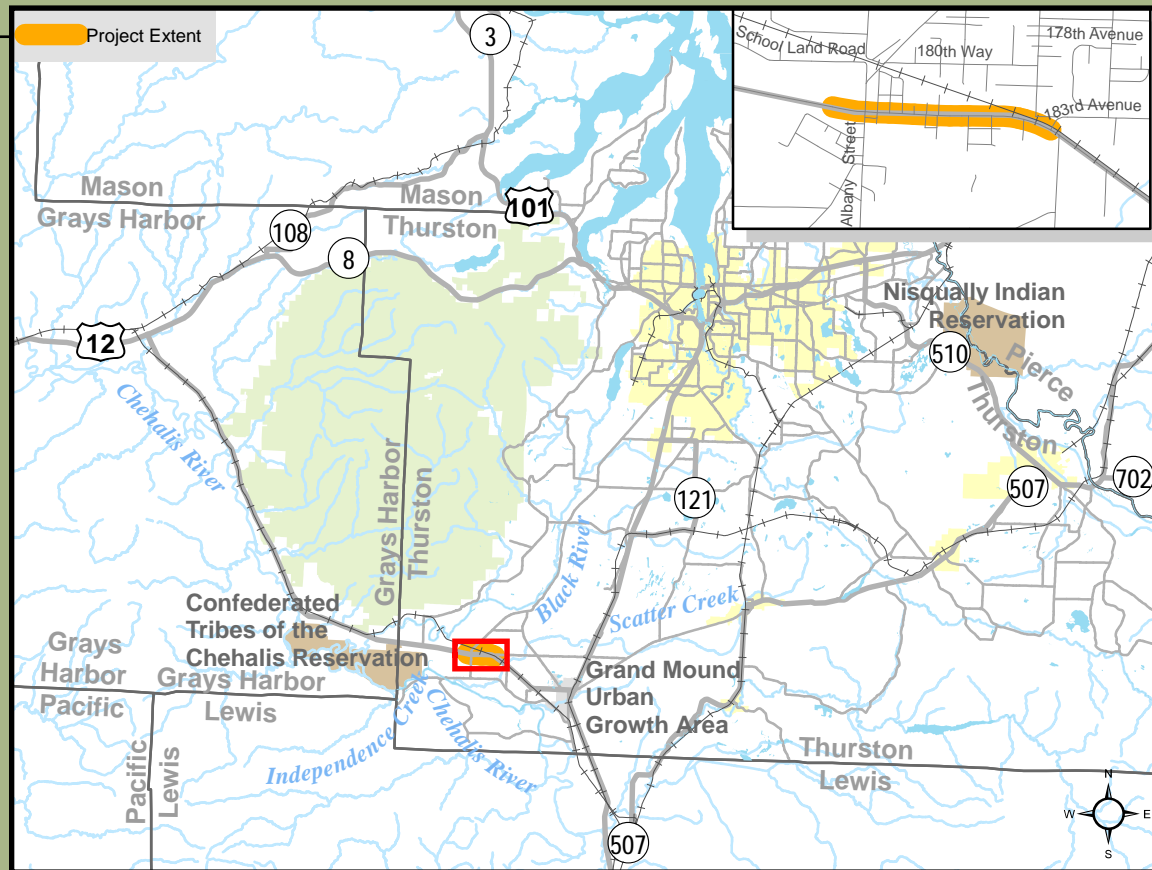 Project Extent
3
School Land Road
180th Way
178th Avenue
183rd Avenue
Albany Street
Mason
Grays Harbor
Mason
Thurston
101
108
8
12
Chehalis River
Nisqually Indian
Reservation
510
Pierce
Thurston
507
702
121
Grays Harbor
Thurston
Black River
Scatter Creek
Confederated
Tribes of the
Chehalis Reservation
Grays
Harbor
Pacific
Grays Harbor
Lewis
Independence Creek
Chehalis River
Grand Mound
Urban
Growth Area
Pacific
Lewis
Thurston
Lewis
507
N
W
E
S